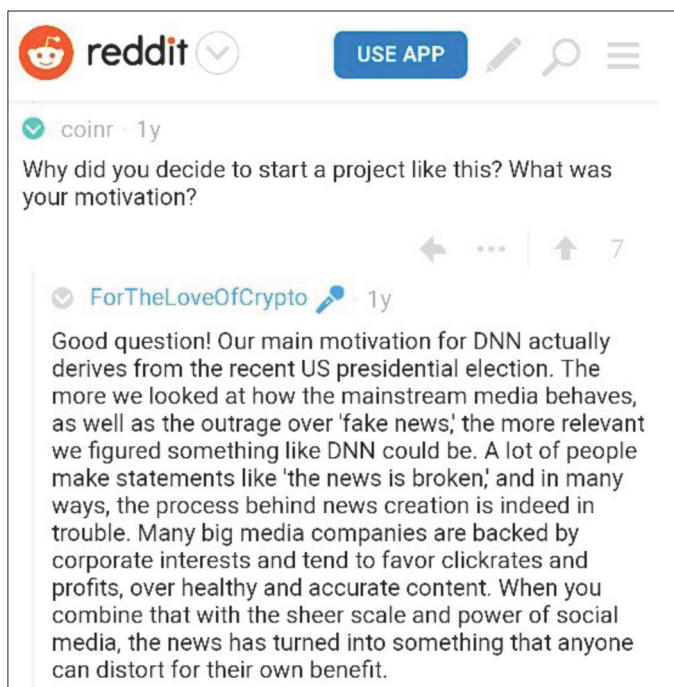 reddit
USE APP
coinr · 1y
Why did you decide to start a project like this? What was
your motivation?
7
ForTheLoveOfCrypto 1y
Good question! Our main motivation for DNN actually
derives from the recent US presidential election. The
more we looked at how the mainstream media behaves,
as well as the outrage over 'fake news,' the more relevant
we figured something like DNN could be. A lot of people
make statements like 'the news is broken,' and in many
ways, the process behind news creation is indeed in
trouble. Many big media companies are backed by
corporate interests and tend to favor clickrates and
profits, over healthy and accurate content. When you
combine that with the sheer scale and power of social
media, the news has turned into something that anyone
can distort for their own benefit.